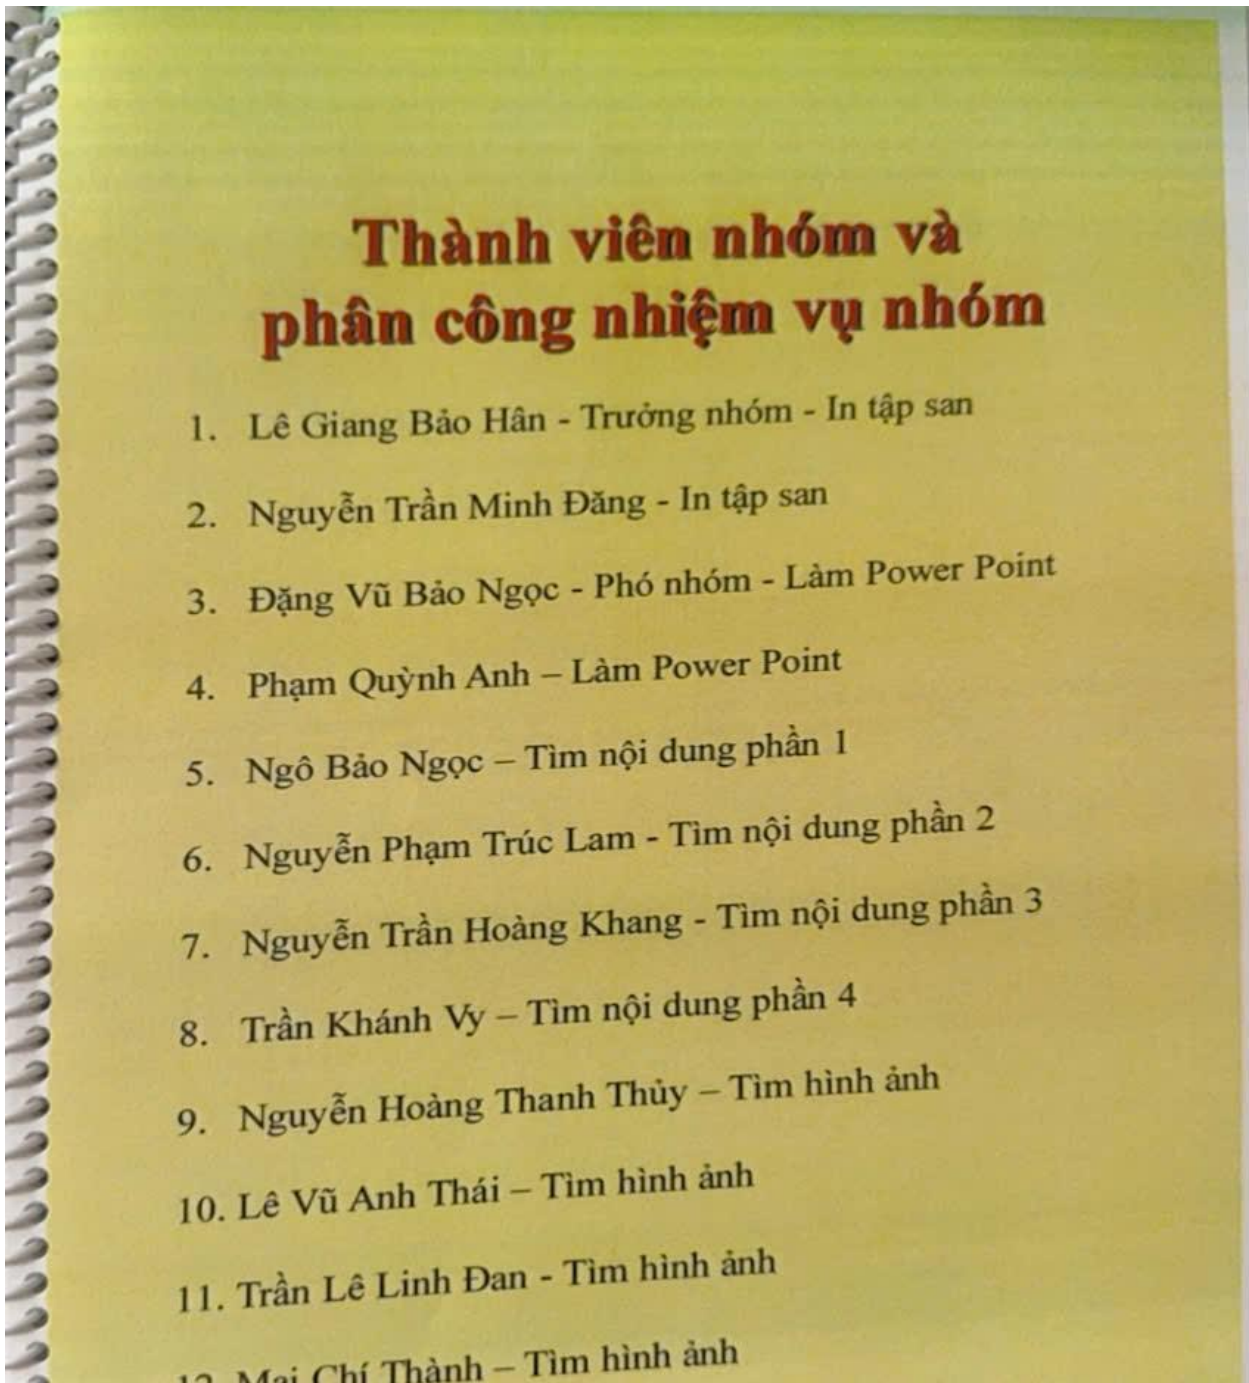 Thành viên nhóm và
phân công nhiệm vụ nhóm
1. Lê Giang Bảo Hân - Trưởng nhóm - In tập san
2. Nguyễn Trần Minh Đăng - In tập san
3. Đặng Vũ Bảo Ngọc - Phó nhóm - Làm Power Point
4. Phạm Quỳnh Anh – Làm Power Point
5. Ngô Bảo Ngọc – Tìm nội dung phần 1
6. Nguyễn Phạm Trúc Lam - Tìm nội dung phần 2
7. Nguyễn Trần Hoàng Khang - Tìm nội dung phần 3
8. Trần Khánh Vy – Tìm nội dung phần 4
9. Nguyễn Hoàng Thanh Thủy – Tìm hình ảnh
10. Lê Vũ Anh Thái – Tìm hình ảnh
11. Trần Lê Linh Đan - Tìm hình ảnh
12. Mai Chí Thành – Tìm hình ảnh